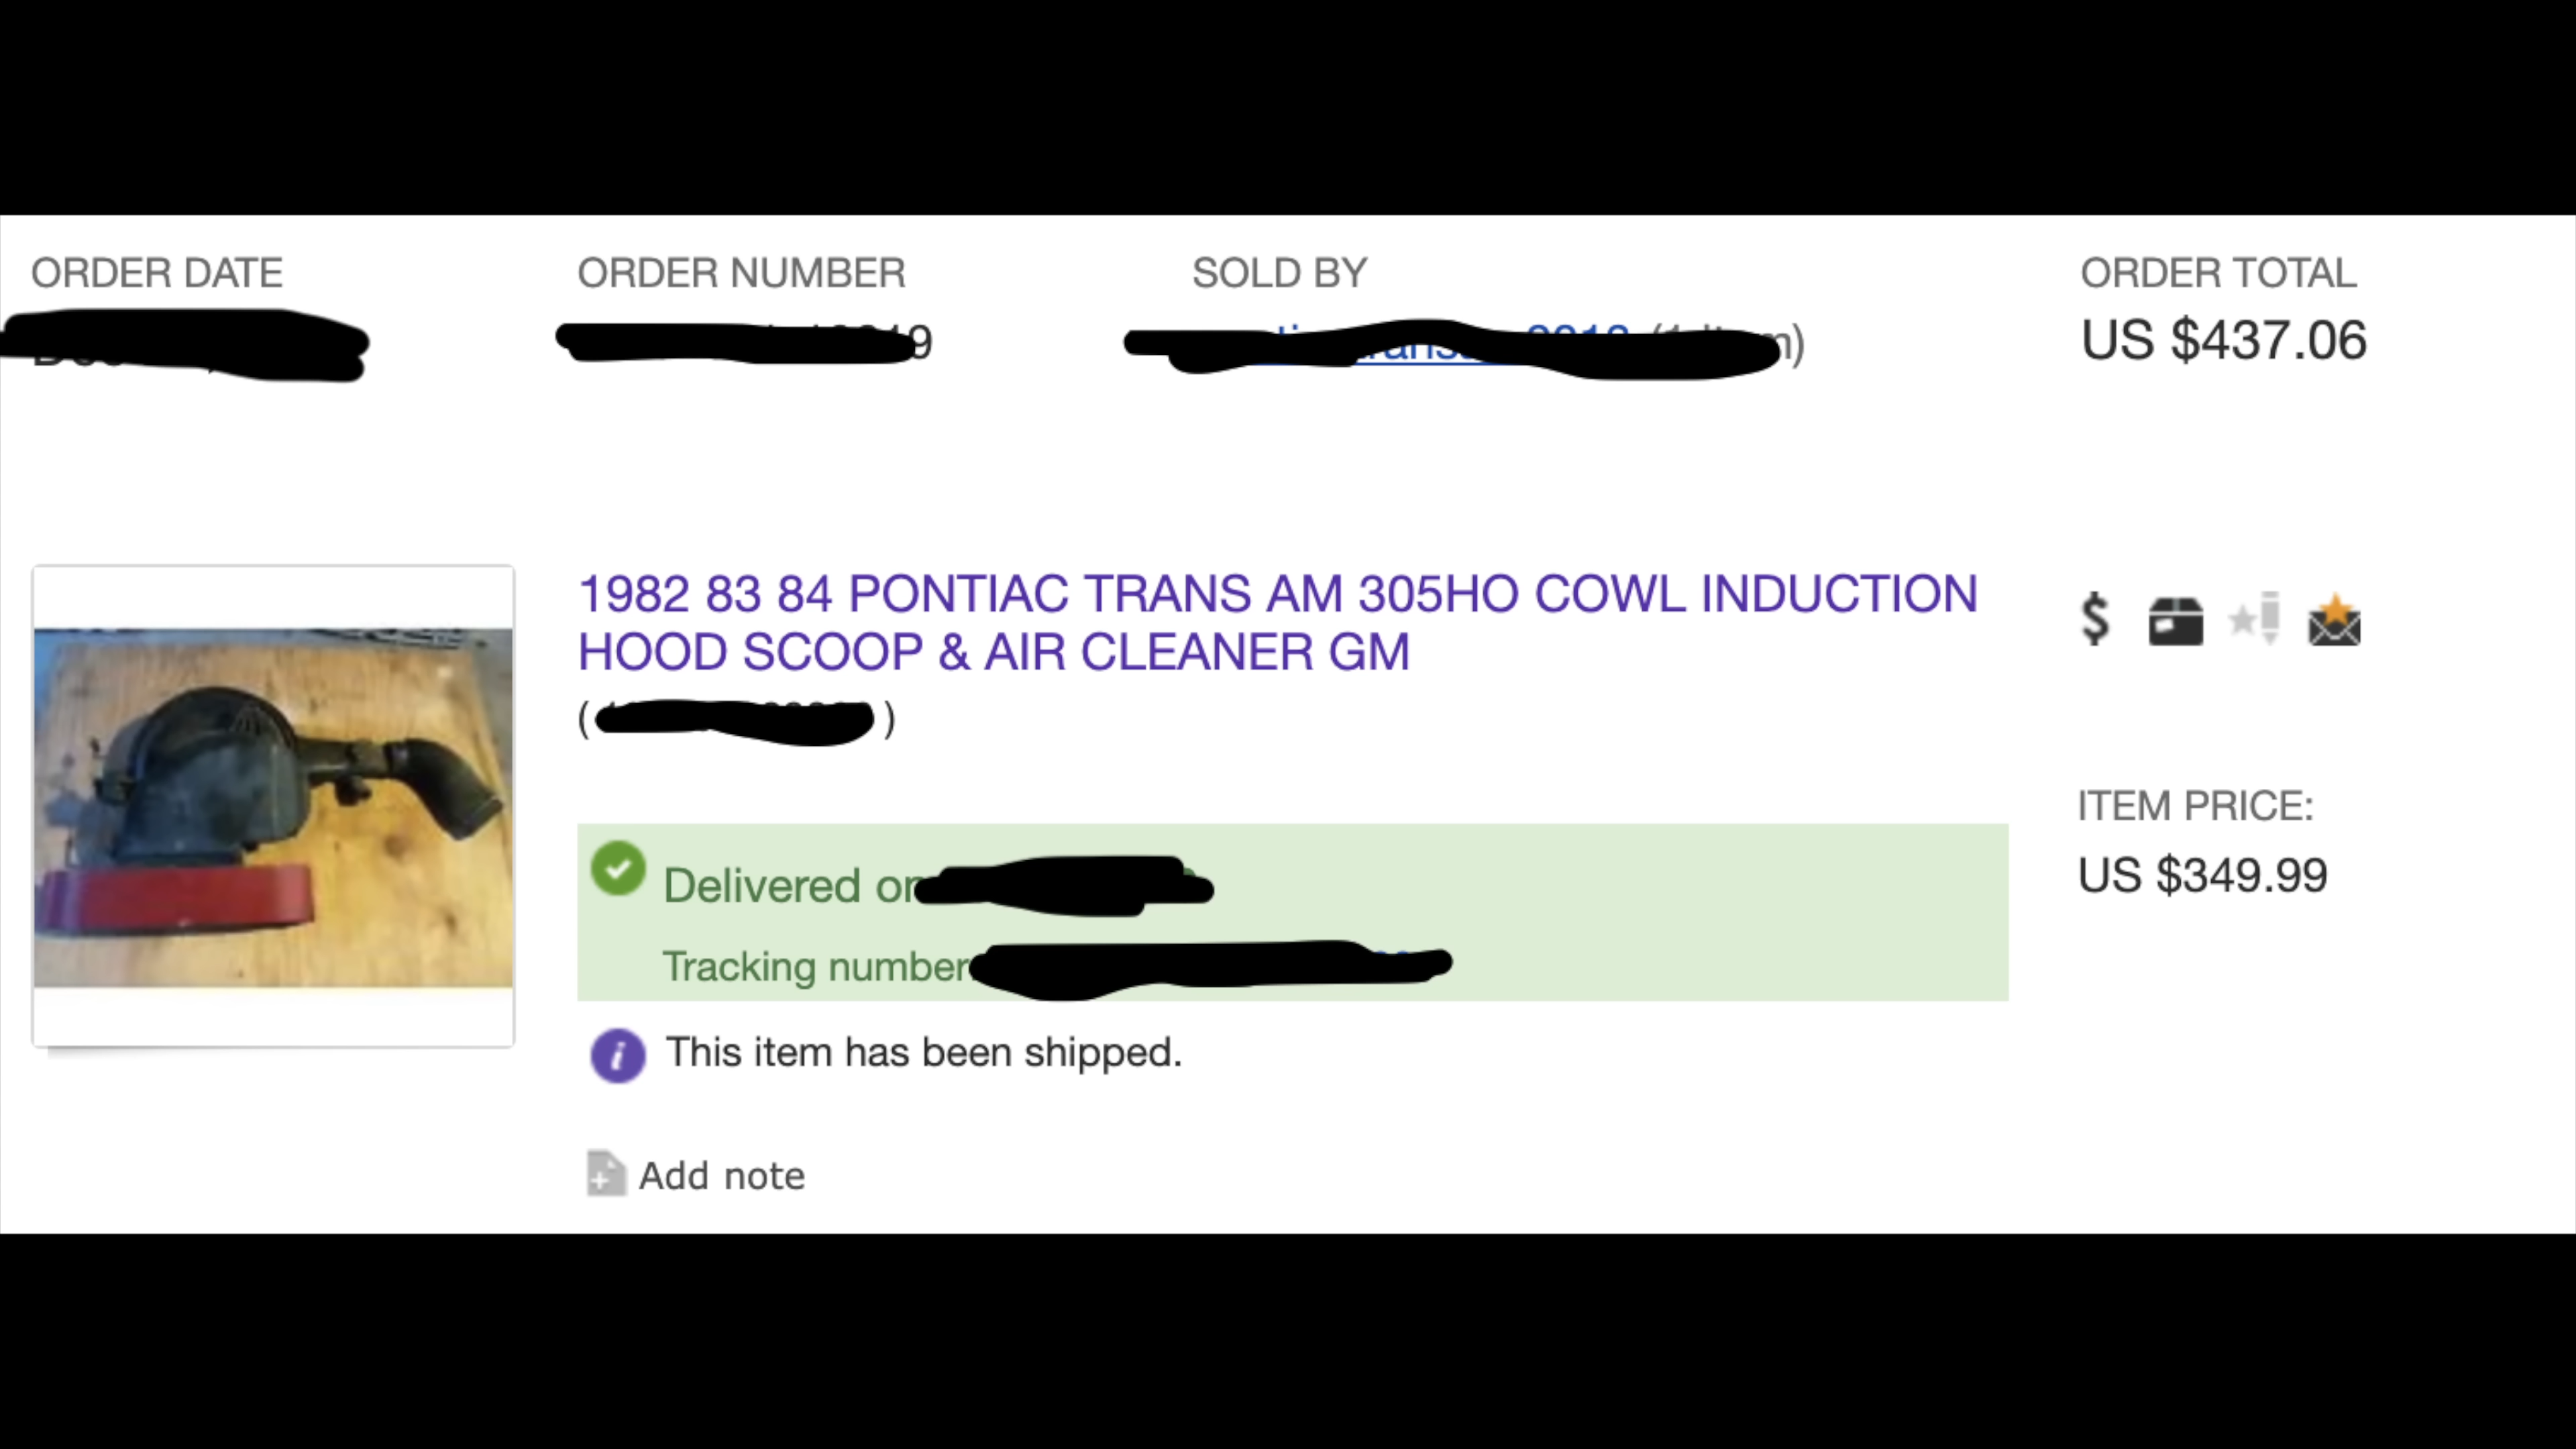 ORDER DATE
ORDER NUMBER
SOLD BY
ORDER TOTAL
US $437.06
1982 83 84 PONTIAC TRANS AM 305HO COWL INDUCTION
HOOD SCOOP & AIR CLEANER GM
( )
ITEM PRICE:
US $349.99
Delivered
Tracking number
This item has been shipped.
Add note